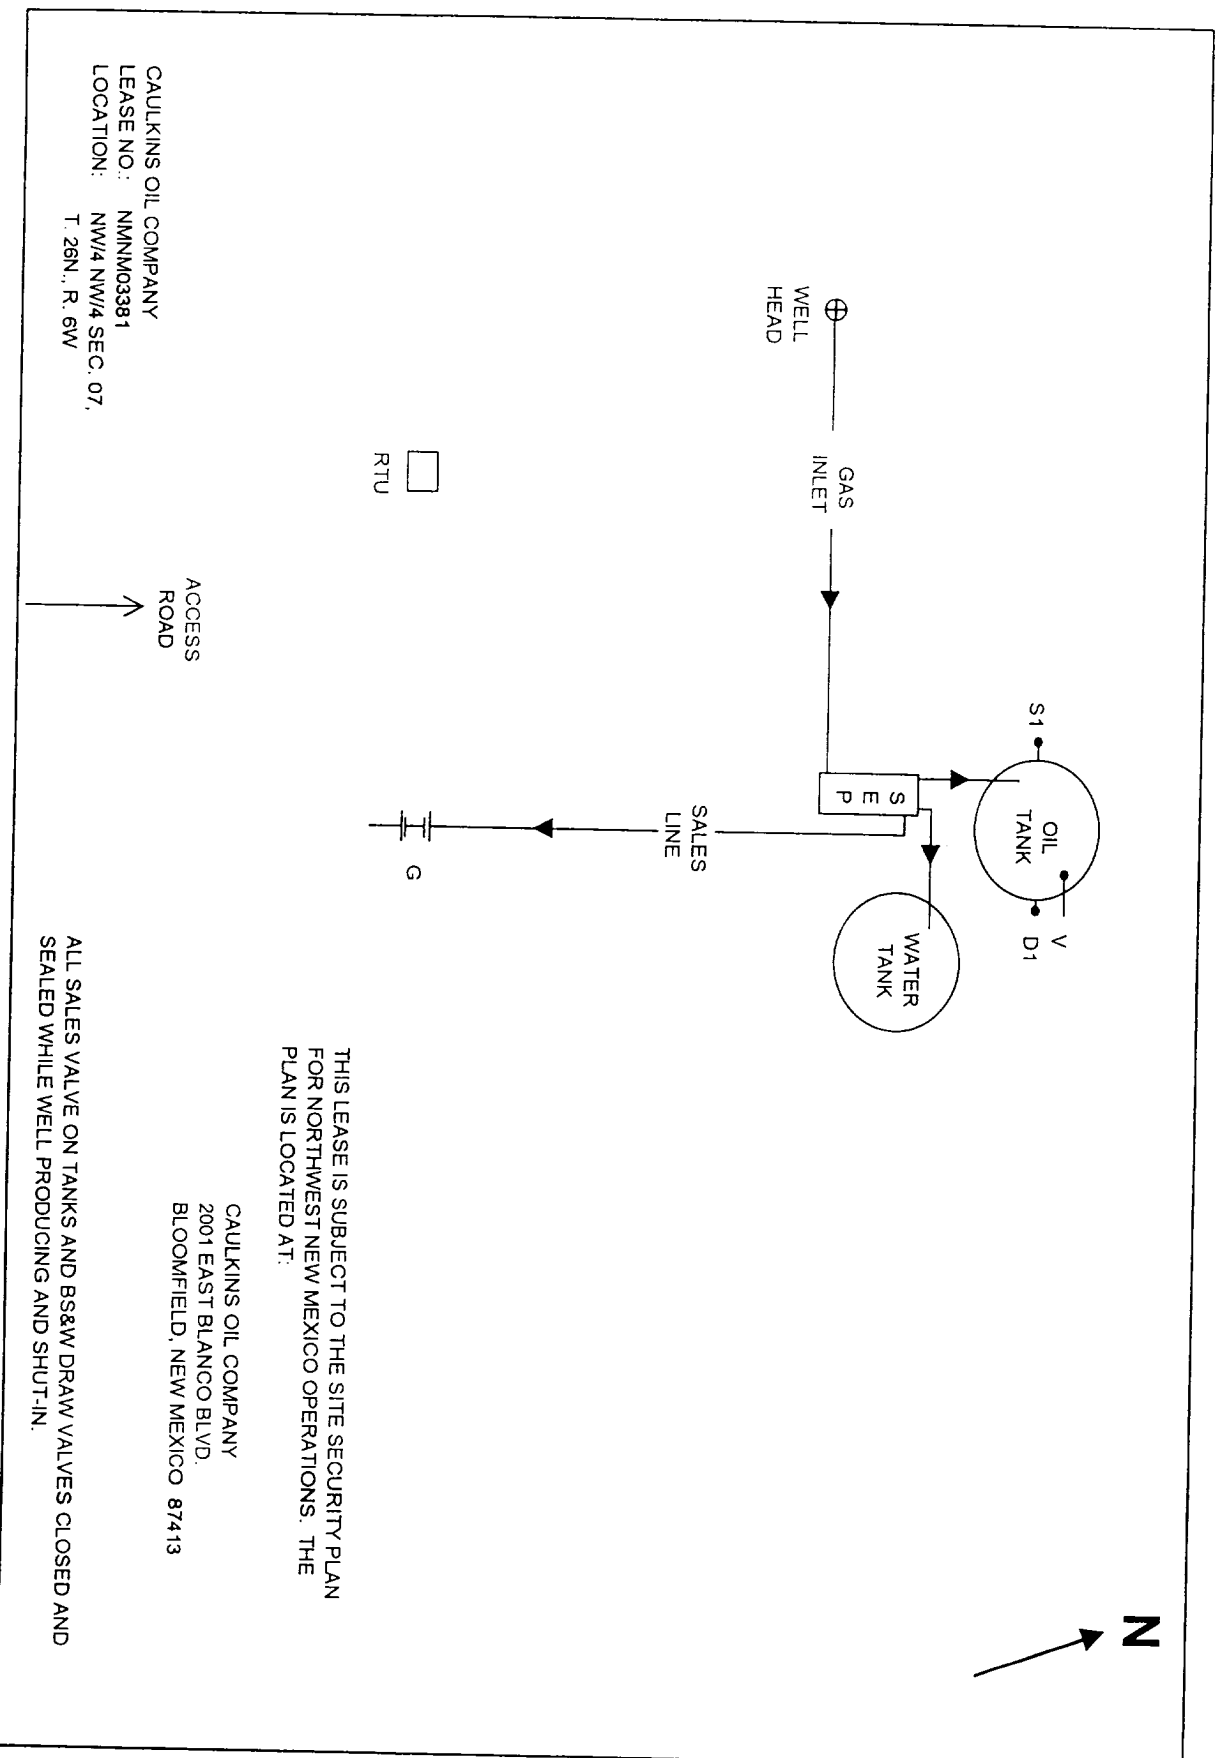 N
S1
OIL
TANK
V
D1
WELL
HEAD
GAS
INLET
S E P
WATER
TANK
SALES
LINE
RTU
G
ACCESS
ROAD
THIS LEASE IS SUBJECT TO THE SITE SECURITY PLAN
FOR NORTHWEST NEW MEXICO OPERATIONS. THE
PLAN IS LOCATED AT:
CAULKINS OIL COMPANY
2001 EAST BLANCO BLVD.
BLOOMFIELD, NEW MEXICO 87413
CAULKINS OIL COMPANY
LEASE NO.: NMNM03381
LOCATION: NW/4 NW/4 SEC. 07,
T. 26N., R. 6W
ALL SALES VALVE ON TANKS AND BS&W DRAW VALVES CLOSED AND
SEALED WHILE WELL PRODUCING AND SHUT-IN.